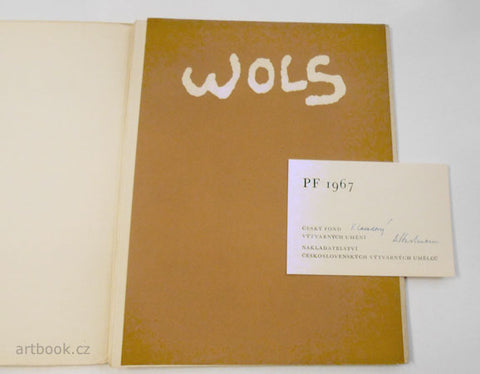 WOLS
PF 1967
ČESKÝ FOND
VÝTVARNÝCH UMĚNÍ
NAKLADATELSTVÍ
ČESKOSLOVENSKÝCH VÝTVARNÝCH UMĚLCŮ
artbook.cz